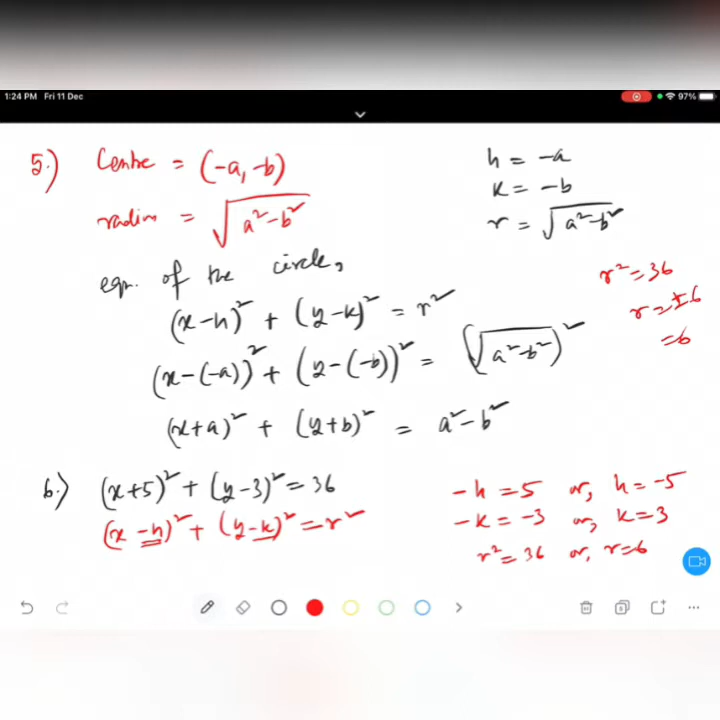 1:24 PM Fri 11 Dec
97%
5.) Centre = (-a, -b)
radius = √(a²-b²)
h = -a
k = -b
r = √(a²-b²)
eqn. of the circle,
(x-h)² + (y-k)² = r²
(x-(-a))² + (y-(-b))² = (√(a²-b²))²
(x+a)² + (y+b)² = a²-b²
r²=36
r=±6
=6
6.) (x+5)² + (y-3)² = 36
(x-h)² + (y-k)² = r²
-h = 5 or, h = -5
-k = -3 or, k = 3
r² = 36 or, r = 6